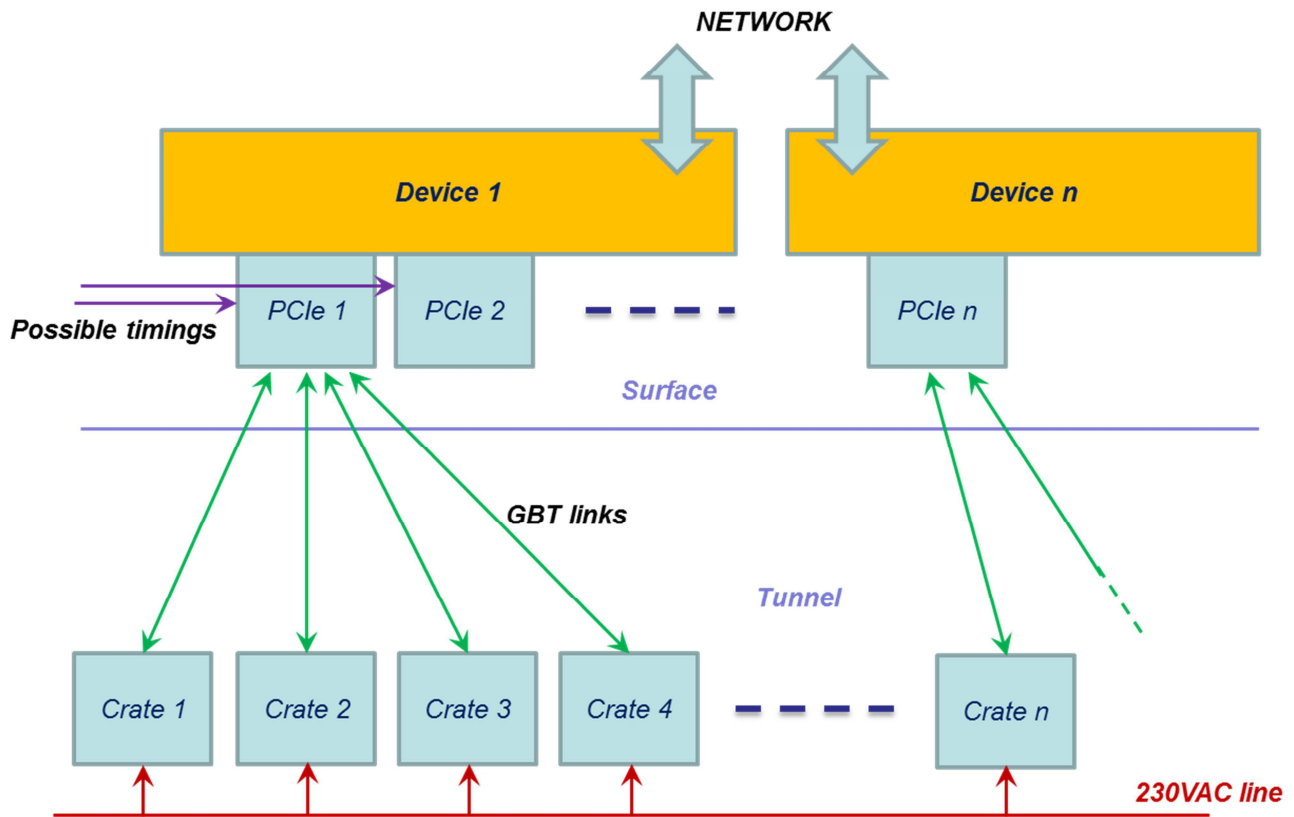 NETWORK
Device 1
Device n
PCIe 1
PCIe 2
PCIe n
Possible timings
Surface
GBT links
Tunnel
Crate 1
Crate 2
Crate 3
Crate 4
Crate n
230VAC line